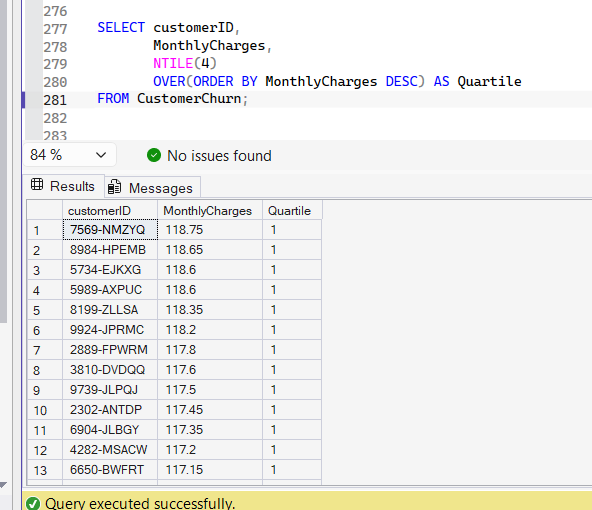 276
277 SELECT customerID,
278 MonthlyCharges,
279 NTILE(4)
280 OVER(ORDER BY MonthlyCharges DESC) AS Quartile
281 FROM CustomerChurn;
282
283
84 % No issues found
Results Messages
customerID MonthlyCharges Quartile
1 7569-NMZYQ 118.75 1
2 8984-HPEMB 118.65 1
3 5734-EJKXG 118.6 1
4 5989-AXPUC 118.6 1
5 8199-ZLLSA 118.35 1
6 9924-JPRMC 118.2 1
7 2889-FPWRM 117.8 1
8 3810-DVDQQ 117.6 1
9 9739-JLPQJ 117.5 1
10 2302-ANTDP 117.45 1
11 6904-JLBGY 117.35 1
12 4282-MSACW 117.2 1
13 6650-BWFRT 117.15 1
Query executed successfully.